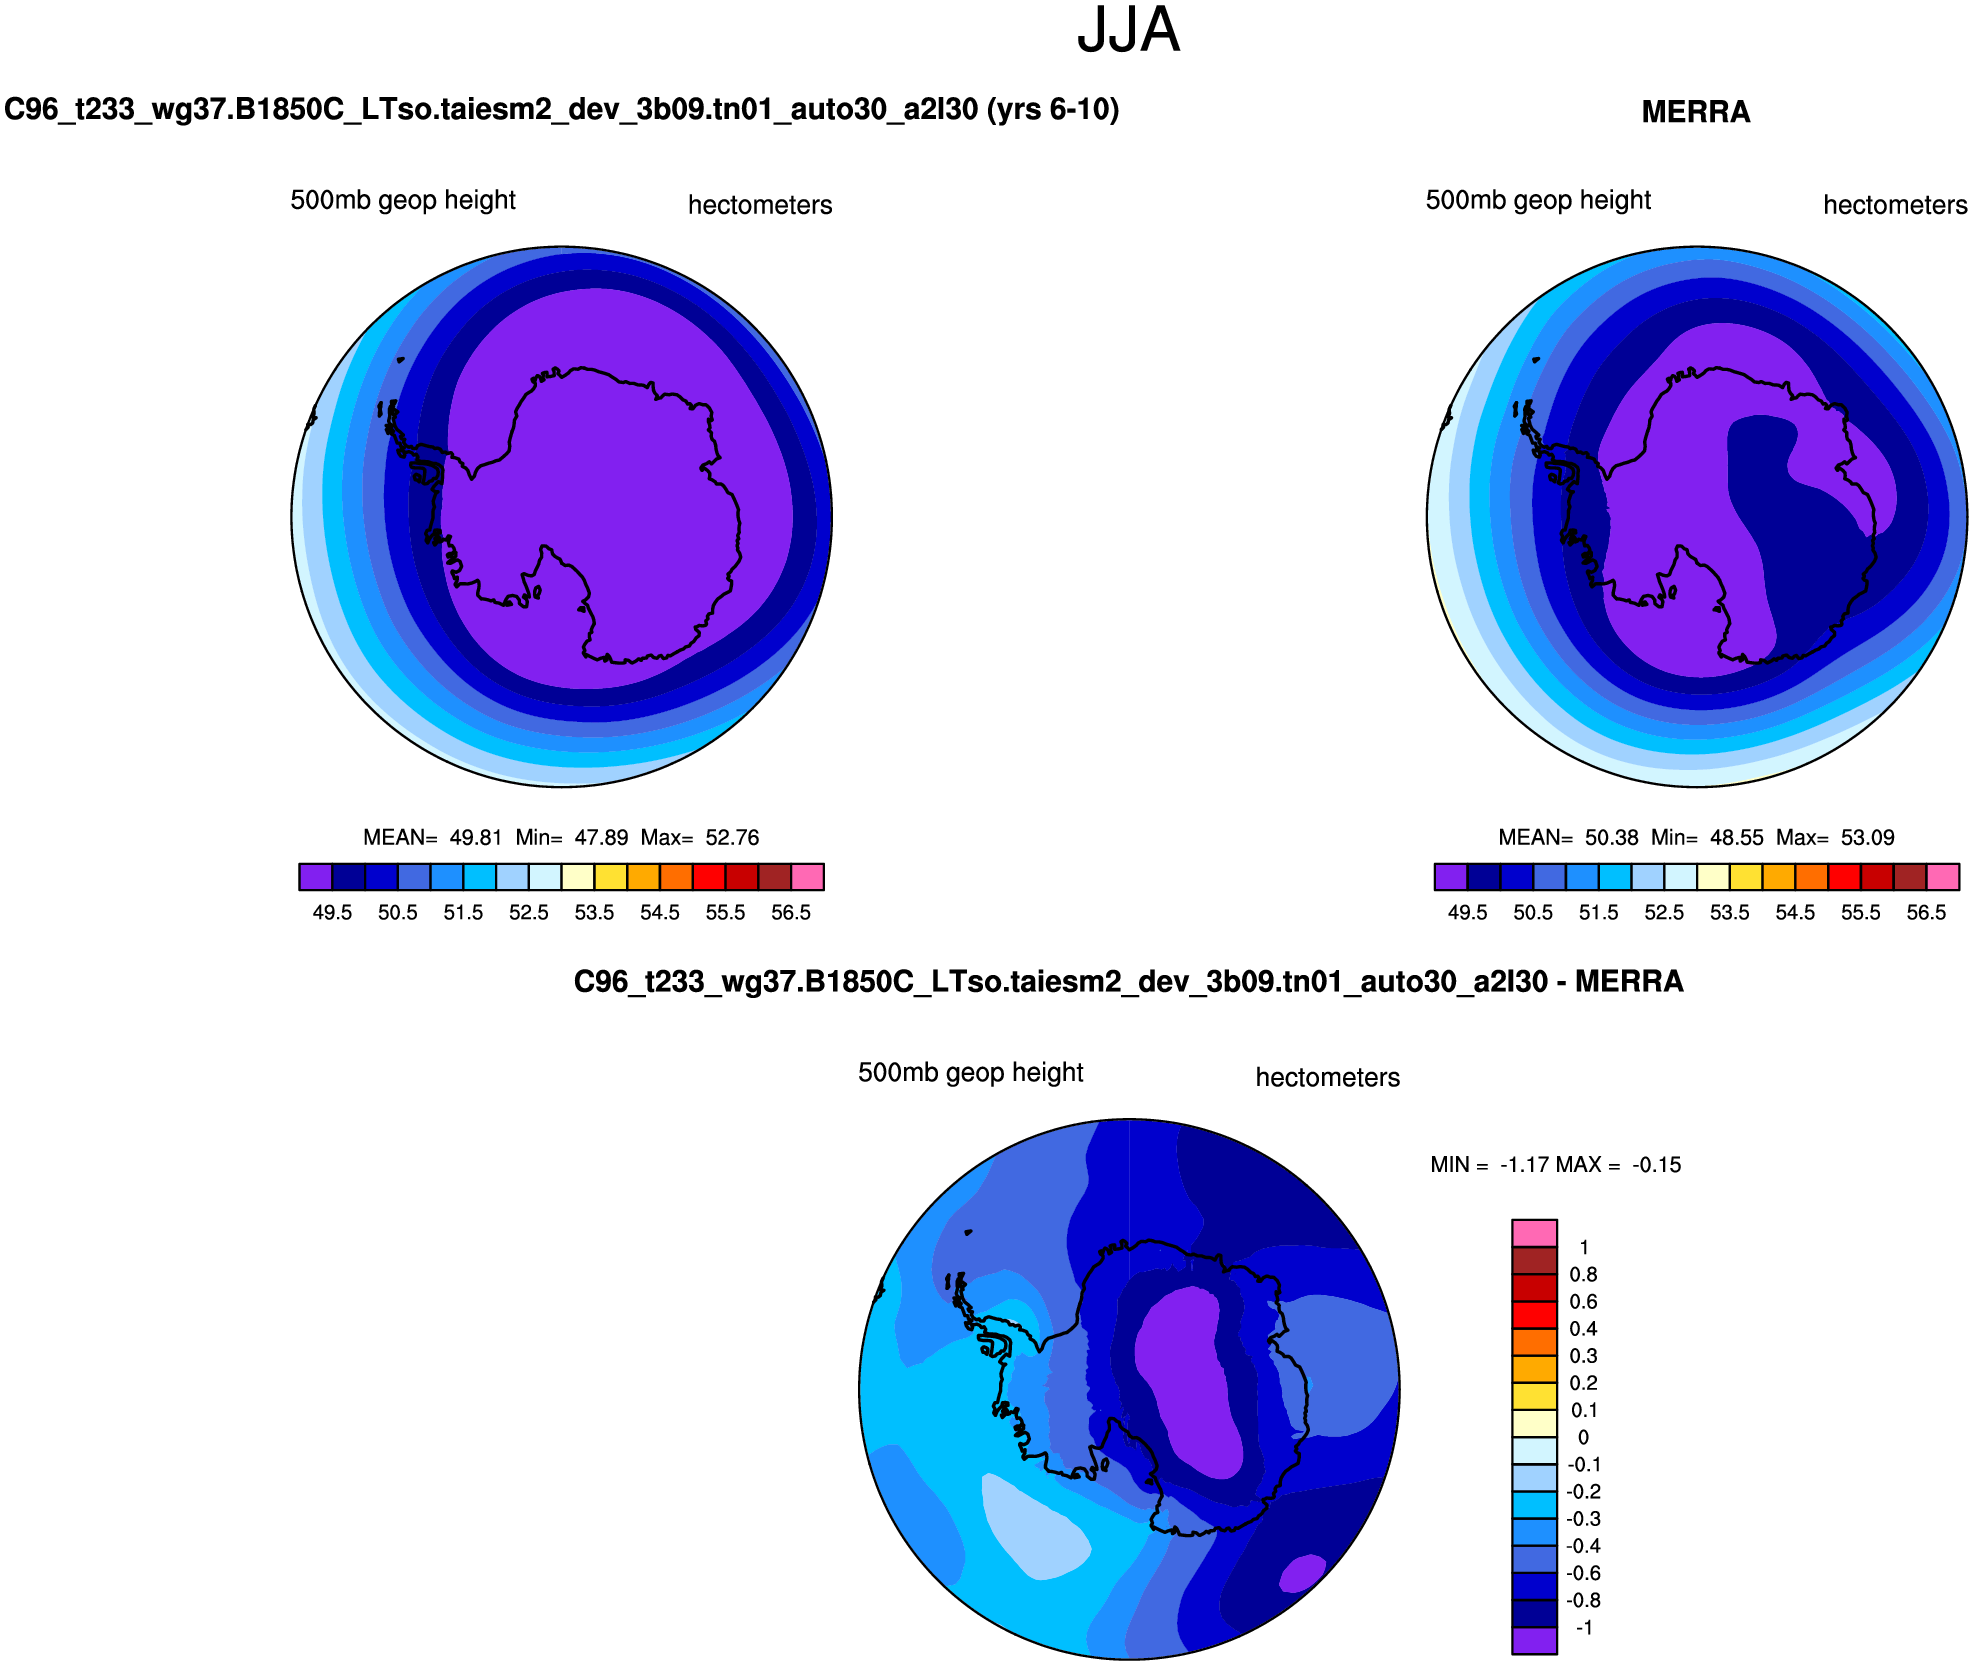 JJA
C96_t233_wg37.B1850C_LTso.taiesm2_dev_3b09.tn01_auto30_a2l30 (yrs 6-10)
MERRA
500mb geop height hectometers
500mb geop height hectometers
MEAN= 49.81 Min= 47.89 Max= 52.76
MEAN= 50.38 Min= 48.55 Max= 53.09
49.5 50.5 51.5 52.5 53.5 54.5 55.5 56.5
49.5 50.5 51.5 52.5 53.5 54.5 55.5 56.5
C96_t233_wg37.B1850C_LTso.taiesm2_dev_3b09.tn01_auto30_a2l30 - MERRA
500mb geop height hectometers
MIN = -1.17 MAX = -0.15
1
0.8
0.6
0.4
0.3
0.2
0.1
0
-0.1
-0.2
-0.3
-0.4
-0.6
-0.8
-1